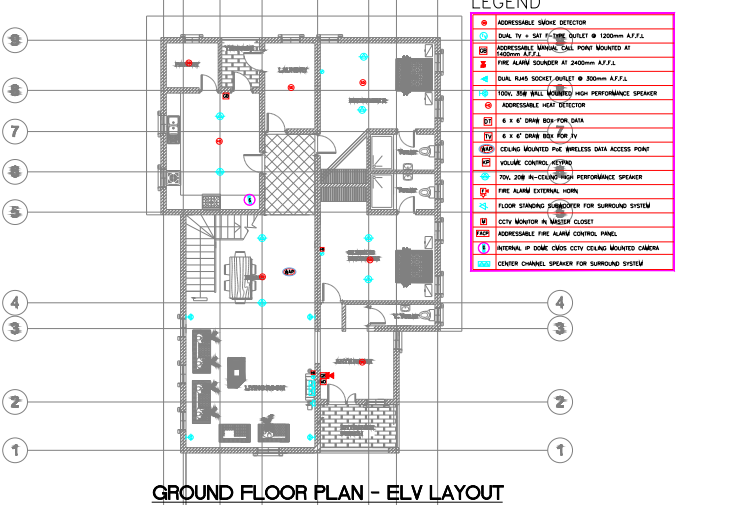 LEGEND
ADDRESSABLE SMOKE DETECTOR
DUAL TV + SAT F-TYPE OUTLET @ 1200mm A.F.F.L
ADDRESSABLE MANUAL CALL POINT MOUNTED AT
1400mm A.F.F.L
FIRE ALARM SOUNDER AT 2400mm A.F.F.L
DUAL RJ45 SOCKET OUTLET @ 300mm A.F.F.L
100V, 35W WALL MOUNTED HIGH PERFORMANCE SPEAKER
ADDRESSABLE HEAT DETECTOR
DT 6 X 6" DRAW BOX FOR DATA
TV 6 X 6" DRAW BOX FOR TV
WAP CEILING MOUNTED PoE WIRELESS DATA ACCESS POINT
KP VOLUME CONTROL KEYPAD
70V, 20W IN-CEILING HIGH PERFORMANCE SPEAKER
FIRE ALARM EXTERNAL HORN
FLOOR STANDING SUBWOOFER FOR SURROUND SYSTEM
M CCTV MONITOR IN MASTER CLOSET
FACP ADDRESSABLE FIRE ALARM CONTROL PANEL
INTERNAL IP DOME CMOS CCTV CEILING MOUNTED CAMERA
CENTER CHANNEL SPEAKER FOR SURROUND SYSTEM
LAUNDRY
7 7
6
5
WAP
4 4
3 3
LIVING ROOM
2 2
1 1
GROUND FLOOR PLAN - ELV LAYOUT